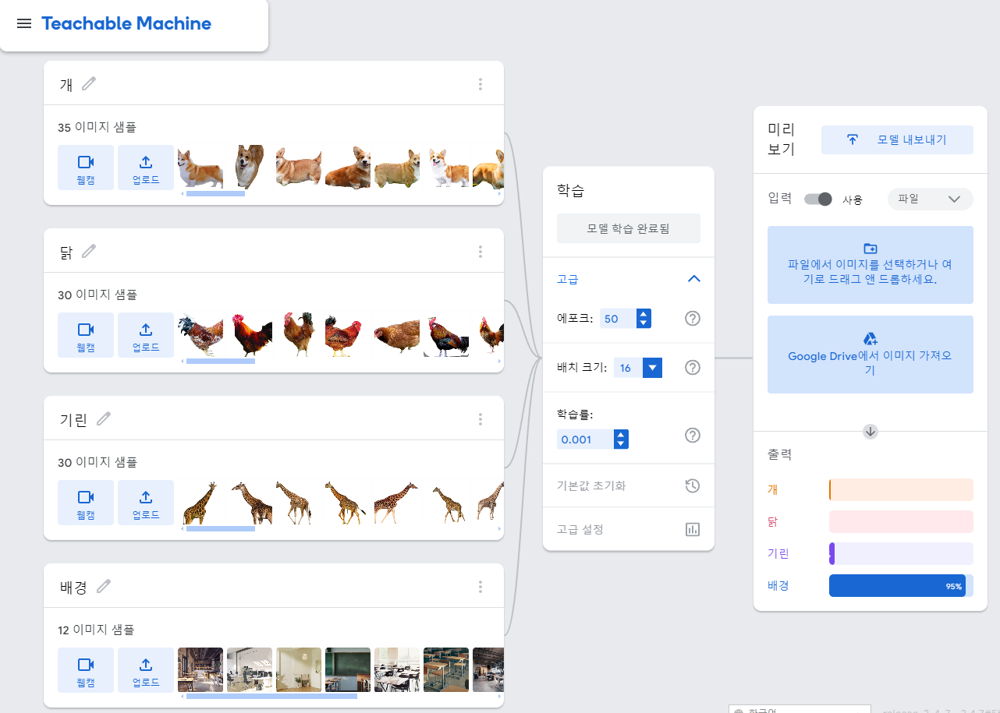 Teachable Machine
개
35 이미지 샘플
웹캠
업로드
닭
30 이미지 샘플
웹캠
업로드
기린
30 이미지 샘플
웹캠
업로드
배경
12 이미지 샘플
웹캠
업로드
학습
모델 학습 완료됨
고급
에포크: 50
배치 크기: 16
학습률:
0.001
기본값 초기화
고급 설정
미리
보기
모델 내보내기
입력 사용 파일
파일에서 이미지를 선택하거나 여
기로 드래그 앤 드롭하세요.
Google Drive에서 이미지 가져오
기
출력
개
닭
기린
배경 95%
한국어